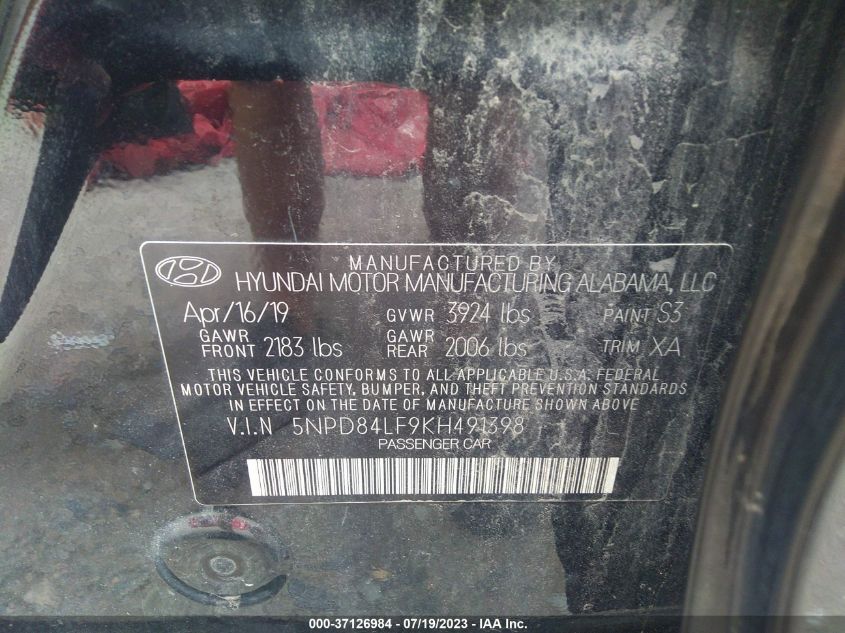 MANUFACTURED BY
HYUNDAI MOTOR MANUFACTURING ALABAMA, LLC
Apr/16/19 GVWR 3924 lbs PAINT S3
GAWR FRONT 2183 lbs GAWR REAR 2006 lbs TRIM XA
THIS VEHICLE CONFORMS TO ALL APPLICABLE U.S.A. FEDERAL
MOTOR VEHICLE SAFETY, BUMPER, AND THEFT PREVENTION STANDARDS
IN EFFECT ON THE DATE OF MANUFACTURE
V.I.N 5NPD84LF9KH491398
PASSENGER CAR
000-37126984 - 07/19/2023 - IAA Inc.